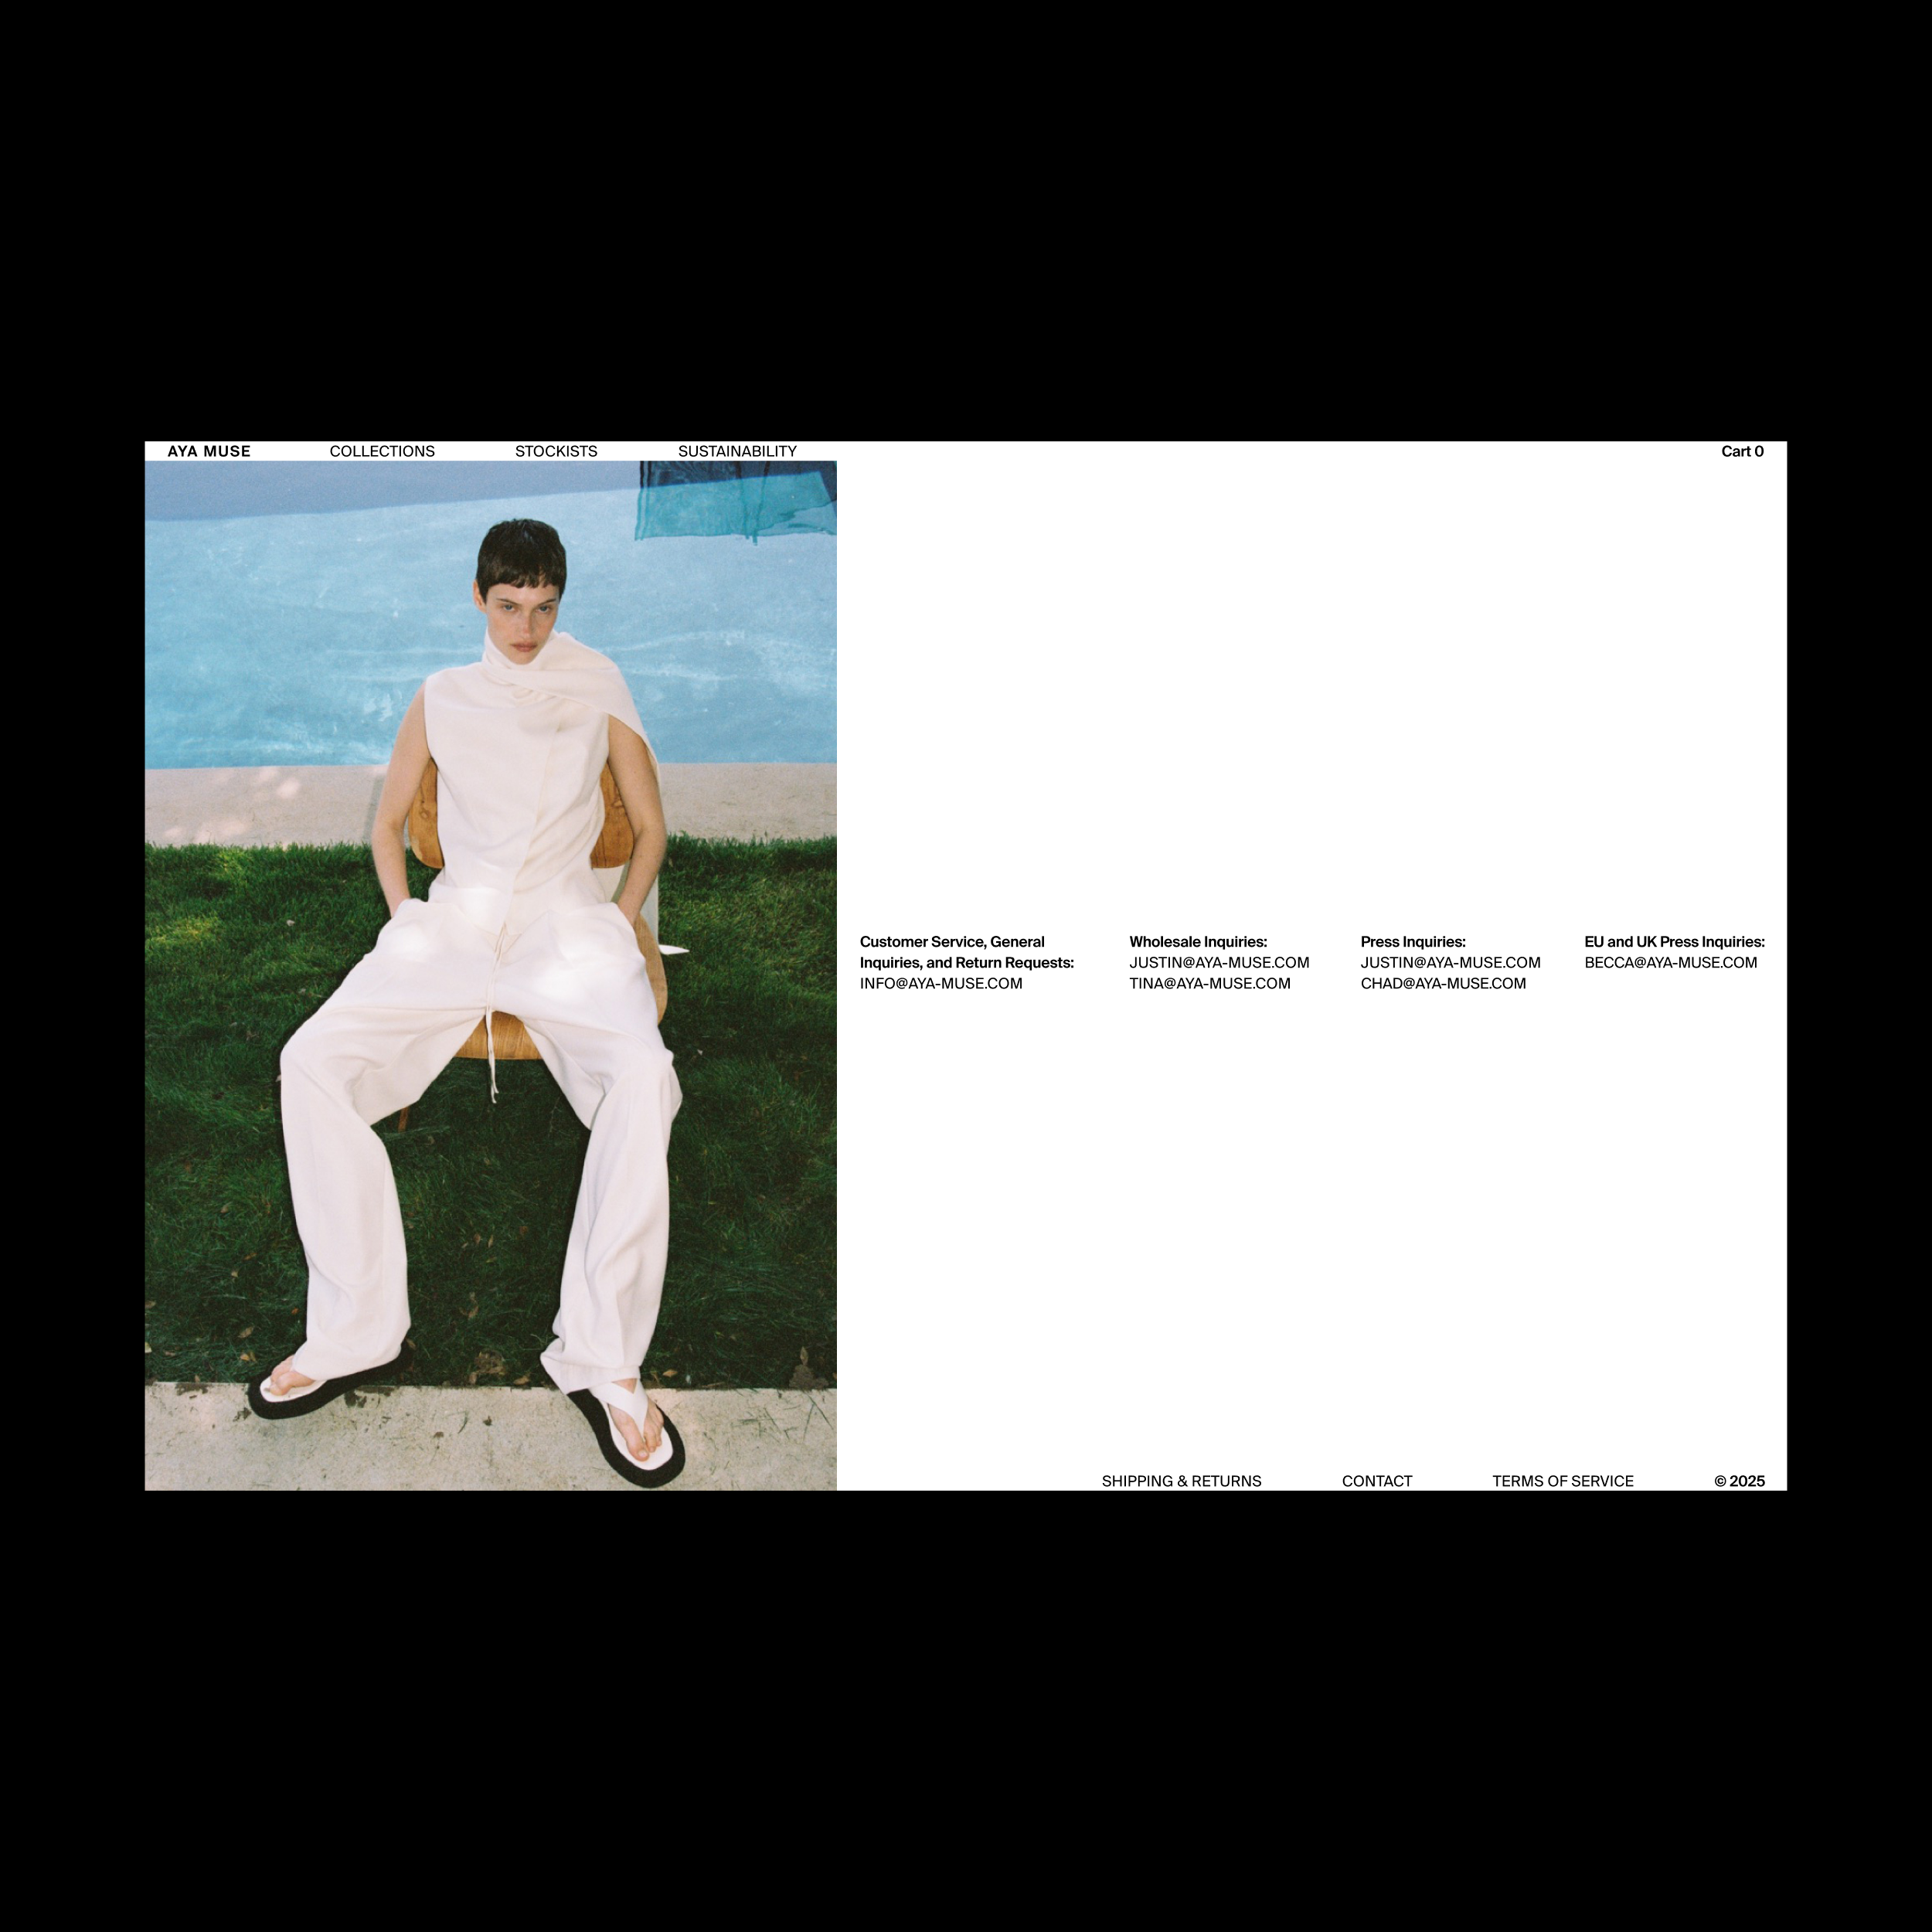 AYA MUSE COLLECTIONS STOCKISTS SUSTAINABILITY Cart 0
Customer Service, General
Inquiries, and Return Requests:
INFO@AYA-MUSE.COM
Wholesale Inquiries:
JUSTIN@AYA-MUSE.COM
TINA@AYA-MUSE.COM
Press Inquiries:
JUSTIN@AYA-MUSE.COM
CHAD@AYA-MUSE.COM
EU and UK Press Inquiries:
BECCA@AYA-MUSE.COM
SHIPPING & RETURNS CONTACT TERMS OF SERVICE © 2025